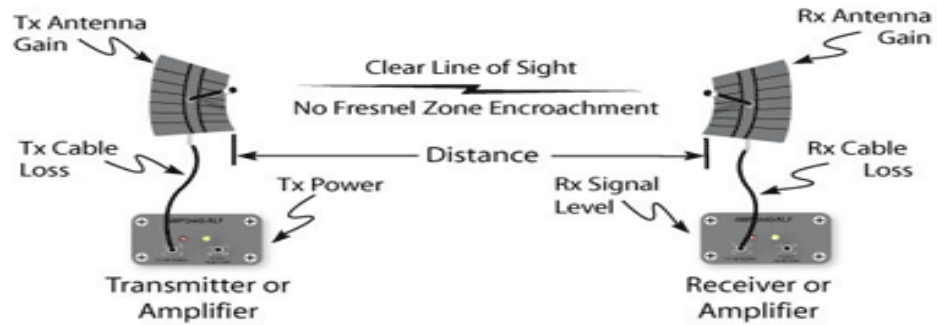 Tx Antenna
Gain
Rx Antenna
Gain
Clear Line of Sight
No Fresnel Zone Encroachment
Tx Cable
Loss
Distance
Rx Cable
Loss
Tx Power
Rx Signal
Level
Transmitter or
Amplifier
Receiver or
Amplifier